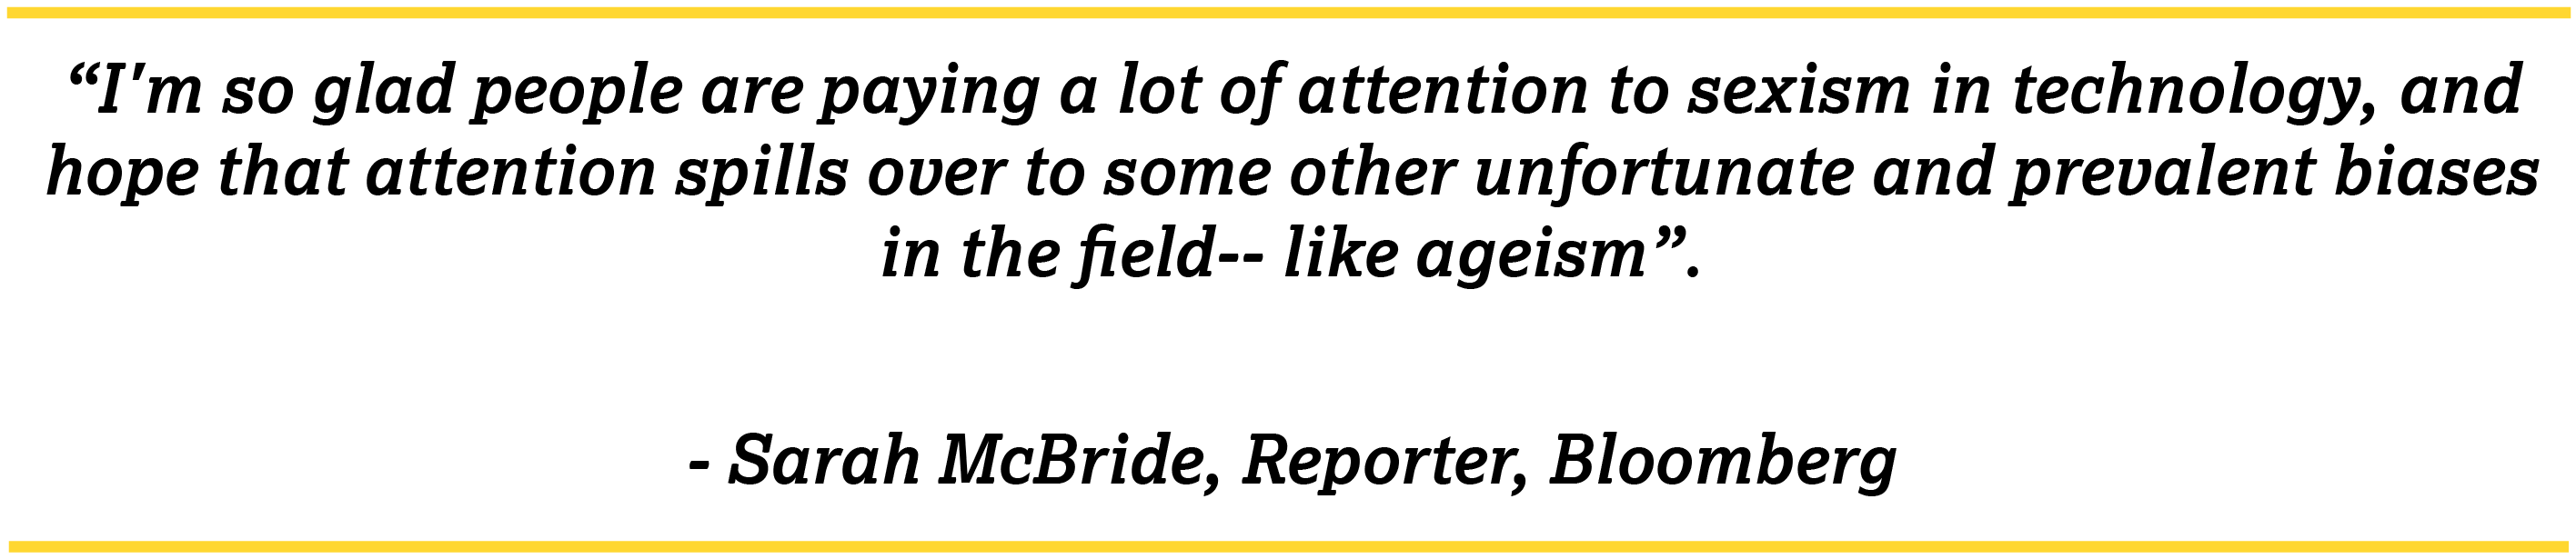 “I'm so glad people are paying a lot of attention to sexism in technology, and
hope that attention spills over to some other unfortunate and prevalent biases
in the field-- like ageism”.
- Sarah McBride, Reporter, Bloomberg